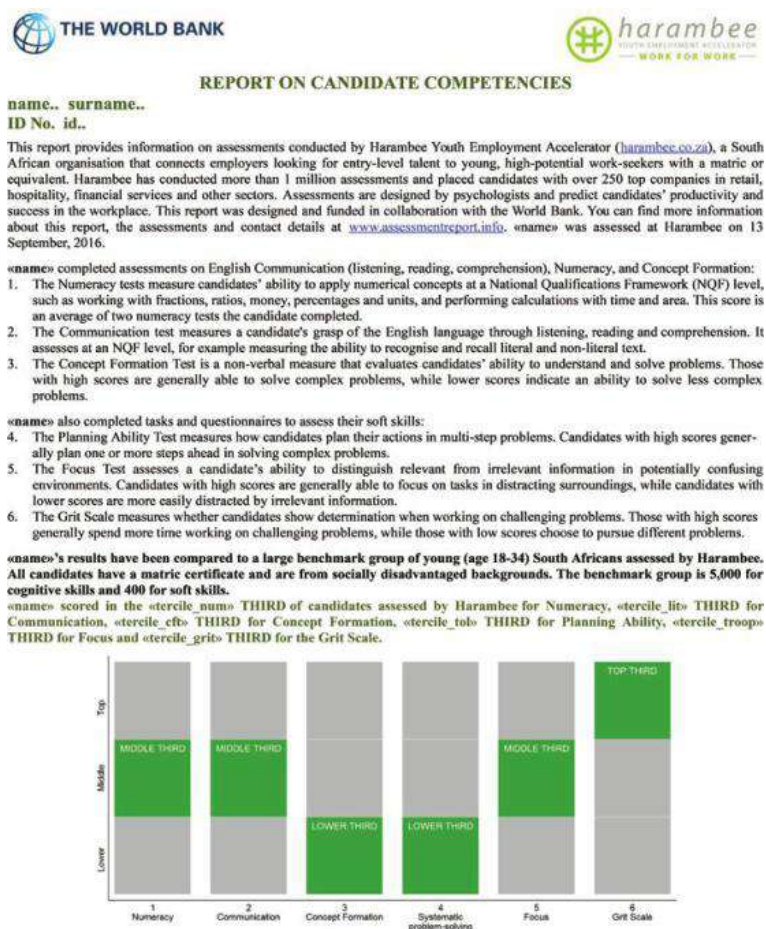 THE WORLD BANK
harambee
YOUTH EMPLOYMENT ACCELERATOR
— WORK FOR WORK —
REPORT ON CANDIDATE COMPETENCIES
name.. surname..
ID No. id..
This report provides information on assessments conducted by Harambee Youth Employment Accelerator (harambee.co.za), a South
African organisation that connects employers looking for entry-level talent to young, high-potential work-seekers with a matric or
equivalent. Harambee has conducted more than 1 million assessments and placed candidates with over 250 top companies in retail,
hospitality, financial services and other sectors. Assessments are designed by psychologists and predict candidates' productivity and
success in the workplace. This report was designed and funded in collaboration with the World Bank. You can find more information
about this report, the assessments and contact details at www.assessmentreport.info. «name» was assessed at Harambee on 13
September, 2016.
«name» completed assessments on English Communication (listening, reading, comprehension), Numeracy, and Concept Formation:
1. The Numeracy tests measure candidates' ability to apply numerical concepts at a National Qualifications Framework (NQF) level,
such as working with fractions, ratios, money, percentages and units, and performing calculations with time and area. This score is
an average of two numeracy tests the candidate completed.
2. The Communication test measures a candidate's grasp of the English language through listening, reading and comprehension. It
assesses at an NQF level, for example measuring the ability to recognise and recall literal and non-literal text.
3. The Concept Formation Test is a non-verbal measure that evaluates candidates' ability to understand and solve problems. Those
with high scores are generally able to solve complex problems, while lower scores indicate an ability to solve less complex
problems.
«name» also completed tasks and questionnaires to assess their soft skills:
4. The Planning Ability Test measures how candidates plan their actions in multi-step problems. Candidates with high scores gener-
ally plan one or more steps ahead in solving complex problems.
5. The Focus Test assesses a candidate's ability to distinguish relevant from irrelevant information in potentially confusing
environments. Candidates with high scores are generally able to focus on tasks in distracting surroundings, while candidates with
lower scores are more easily distracted by irrelevant information.
6. The Grit Scale measures whether candidates show determination when working on challenging problems. Those with high scores
generally spend more time working on challenging problems, while those with low scores choose to pursue different problems.
«name»'s results have been compared to a large benchmark group of young (age 18-34) South Africans assessed by Harambee.
All candidates have a matric certificate and are from socially disadvantaged backgrounds. The benchmark group is 5,000 for
cognitive skills and 400 for soft skills.
«name» scored in the «tercile_num» THIRD of candidates assessed by Harambee for Numeracy, «tercile_lit» THIRD for
Communication, «tercile_cft» THIRD for Concept Formation, «tercile_tol» THIRD for Planning Ability, «tercile_troop»
THIRD for Focus and «tercile_grit» THIRD for the Grit Scale.
Top
TOP THIRD
Middle
MIDDLE THIRD MIDDLE THIRD MIDDLE THIRD
Lower
LOWER THIRD LOWER THIRD
1 2 3 4 5 6
Numeracy Communication Concept Formation Systematic Focus Grit Scale
problem-solving